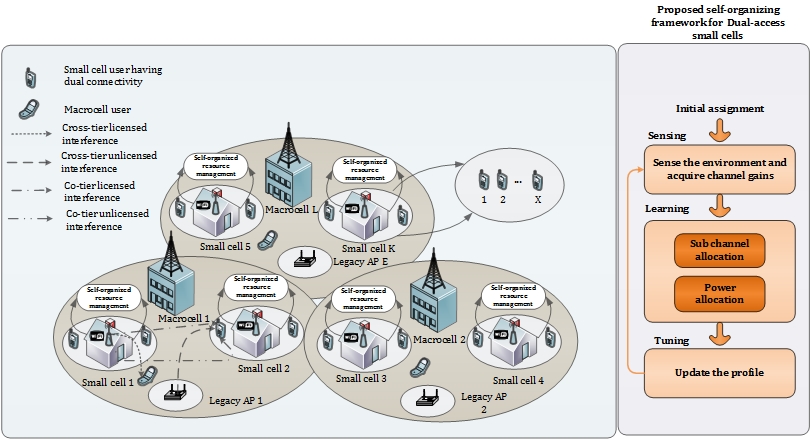 Proposed self-organizing
framework for Dual-access
small cells
Small cell user having
dual connectivity
Macrocell user
Cross-tier licensed
interference
Cross-tier unlicensed
interference
Co-tier licensed
interference
Co-tier unlicensed
interference
Self-organized
resource
management
Macrocell L
Small cell 5
Self-organized
resource
management
Small cell K
Legacy AP E
1 2 ... X
Self-organized
resource
management
Macrocell 1
Small cell 1
Self-organized
resource
management
Small cell 2
Legacy AP 1
Self-organized
resource
management
Small cell 3
Macrocell 2
Self-organized
resource
management
Small cell 4
Legacy AP
2
Initial assignment
Sensing
Sense the environment and
acquire channel gains
Learning
Sub channel
allocation
Power
allocation
Tuning
Update the profile